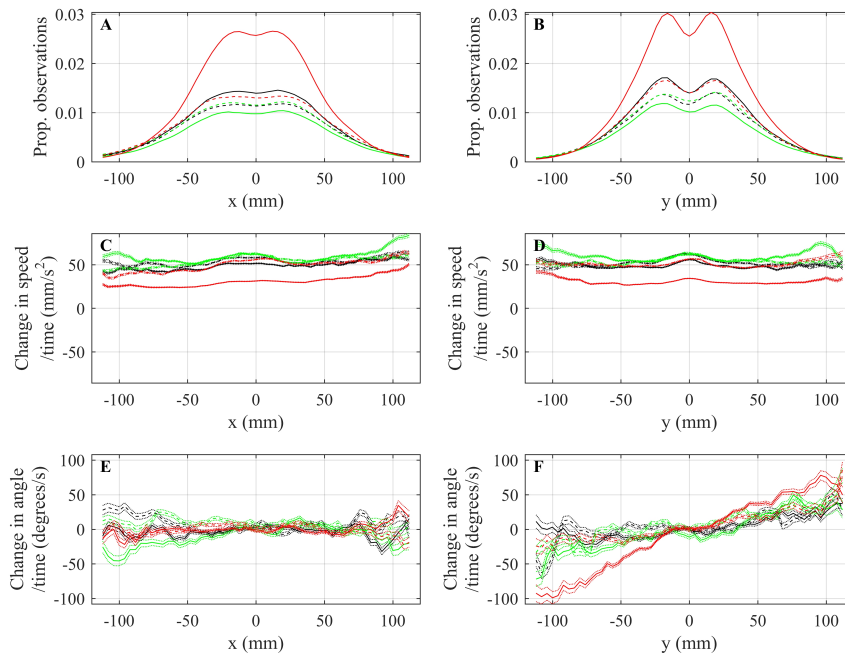 A
Prop. observations
0.03
0.02
0.01
0
-100 -50 0 50 100
x (mm)
B
Prop. observations
0.03
0.02
0.01
0
-100 -50 0 50 100
y (mm)
C
Change in speed
/time (mm/s²)
50
0
-50
-100 -50 0 50 100
x (mm)
D
Change in speed
/time (mm/s²)
50
0
-50
-100 -50 0 50 100
y (mm)
E
Change in angle
/time (degrees/s)
100
50
0
-50
-100
-100 -50 0 50 100
x (mm)
F
Change in angle
/time (degrees/s)
100
50
0
-50
-100
-100 -50 0 50 100
y (mm)